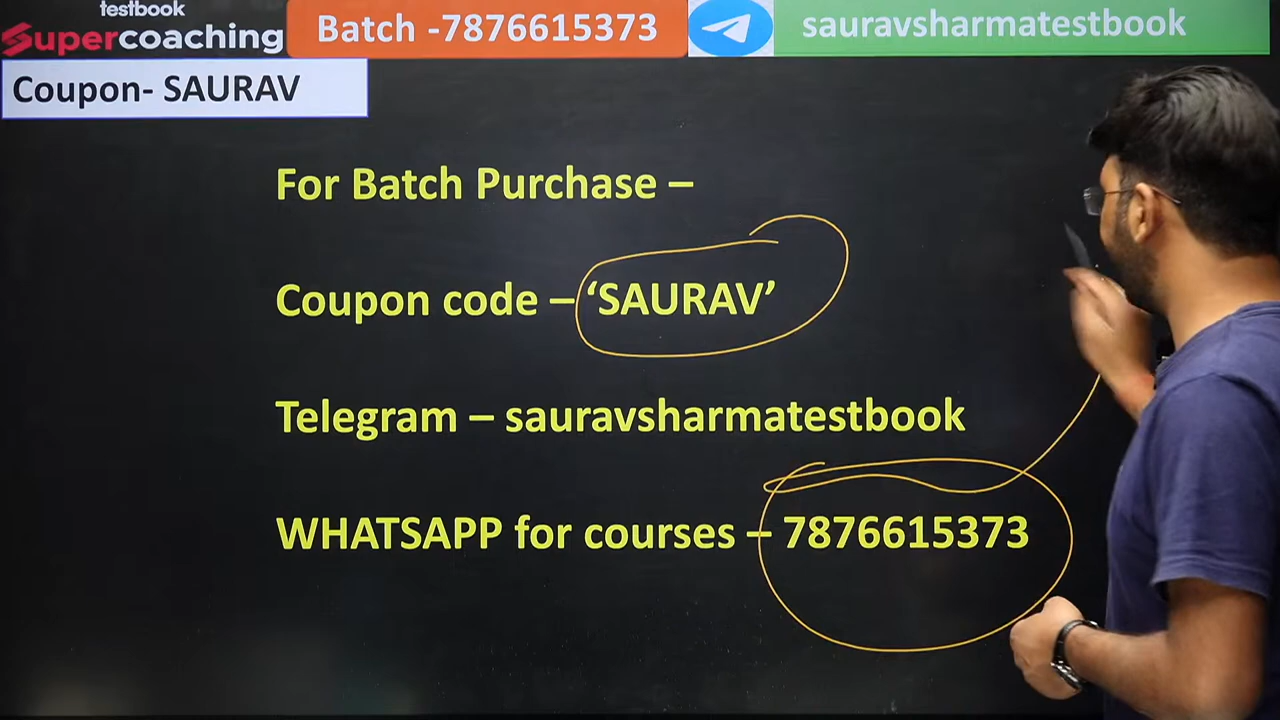 testbook
Supercoaching
Batch -7876615373
sauravsharmatestbook
Coupon- SAURAV
For Batch Purchase –
Coupon code – ‘SAURAV’
Telegram – sauravsharmatestbook
WHATSAPP for courses – 7876615373